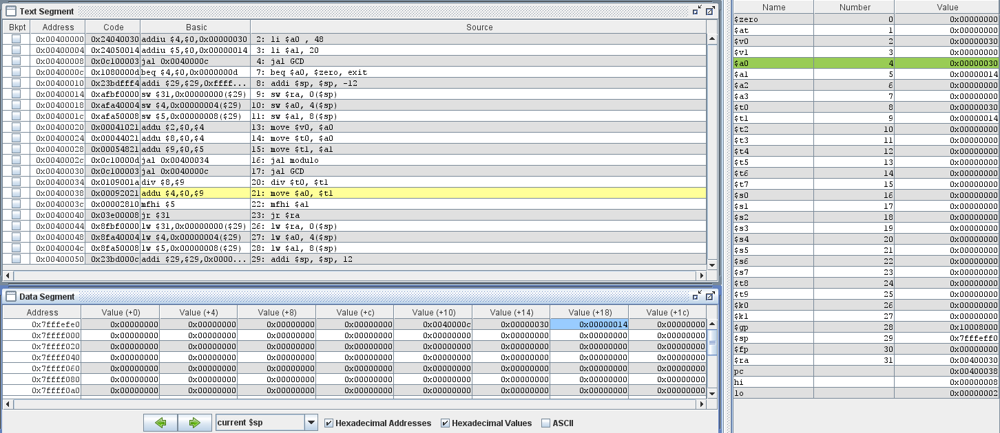 Text Segment
Bkpt Address Code Basic Source
0x00400000 0x24040030 addiu $4,$0,0x00000030 2: li $a0 , 48
0x00400004 0x24050014 addiu $5,$0,0x00000014 3: li $a1, 20
0x00400008 0x0c100003 jal 0x0040000c 4: jal GCD
0x0040000c 0x1080000d beq $4,$0,0x0000000d 7: beq $a0, $zero, exit
0x00400010 0x23bdfff4 addi $29,$29,0xffff... 8: addi $sp, $sp, -12
0x00400014 0xafbf0000 sw $31,0x00000000($29) 9: sw $ra, 0($sp)
0x00400018 0xafa40004 sw $4,0x00000004($29) 10: sw $a0, 4($sp)
0x0040001c 0xafa50008 sw $5,0x00000008($29) 11: sw $a1, 8($sp)
0x00400020 0x00041021 addu $2,$0,$4 13: move $v0, $a0
0x00400024 0x00044021 addu $8,$0,$4 14: move $t0, $a0
0x00400028 0x00054821 addu $9,$0,$5 15: move $t1, $a1
0x0040002c 0x0c10000d jal 0x00400034 16: jal modulo
0x00400030 0x0c100003 jal 0x0040000c 17: jal GCD
0x00400034 0x0109001a div $8,$9 20: div $t0, $t1
0x00400038 0x00092021 addu $4,$0,$9 21: move $a0, $t1
0x0040003c 0x00002810 mfhi $5 22: mfhi $a1
0x00400040 0x03e00008 jr $31 23: jr $ra
0x00400044 0x8fbf0000 lw $31,0x00000000($29) 26: lw $ra, 0($sp)
0x00400048 0x8fa40004 lw $4,0x00000004($29) 27: lw $a0, 4($sp)
0x0040004c 0x8fa50008 lw $5,0x00000008($29) 28: lw $a1, 8($sp)
0x00400050 0x23bd000c addi $29,$29,0x0000... 29: addi $sp, $sp, 12
Data Segment
Address Value (+0) Value (+4) Value (+8) Value (+c) Value (+10) Value (+14) Value (+18) Value (+1c)
0x7fffefe0 0x00000000 0x00000000 0x00000000 0x00000000 0x0040000c 0x00000030 0x00000014 0x00000000
0x7ffff000 0x00000000 0x00000000 0x00000000 0x00000000 0x00000000 0x00000000 0x00000000 0x00000000
0x7ffff020 0x00000000 0x00000000 0x00000000 0x00000000 0x00000000 0x00000000 0x00000000 0x00000000
0x7ffff040 0x00000000 0x00000000 0x00000000 0x00000000 0x00000000 0x00000000 0x00000000 0x00000000
0x7ffff060 0x00000000 0x00000000 0x00000000 0x00000000 0x00000000 0x00000000 0x00000000 0x00000000
0x7ffff080 0x00000000 0x00000000 0x00000000 0x00000000 0x00000000 0x00000000 0x00000000 0x00000000
0x7ffff0a0 0x00000000 0x00000000 0x00000000 0x00000000 0x00000000 0x00000000 0x00000000 0x00000000
current $sp Hexadecimal Addresses Hexadecimal Values ASCII
Name Number Value
$zero 0 0x00000000
$at 1 0x00000000
$v0 2 0x00000030
$v1 3 0x00000000
$a0 4 0x00000030
$a1 5 0x00000014
$a2 6 0x00000000
$a3 7 0x00000000
$t0 8 0x00000030
$t1 9 0x00000014
$t2 10 0x00000000
$t3 11 0x00000000
$t4 12 0x00000000
$t5 13 0x00000000
$t6 14 0x00000000
$t7 15 0x00000000
$s0 16 0x00000000
$s1 17 0x00000000
$s2 18 0x00000000
$s3 19 0x00000000
$s4 20 0x00000000
$s5 21 0x00000000
$s6 22 0x00000000
$s7 23 0x00000000
$t8 24 0x00000000
$t9 25 0x00000000
$k0 26 0x00000000
$k1 27 0x00000000
$gp 28 0x10008000
$sp 29 0x7fffeff0
$fp 30 0x00000000
$ra 31 0x00400030
pc 0x00400038
hi 0x00000008
lo 0x00000002